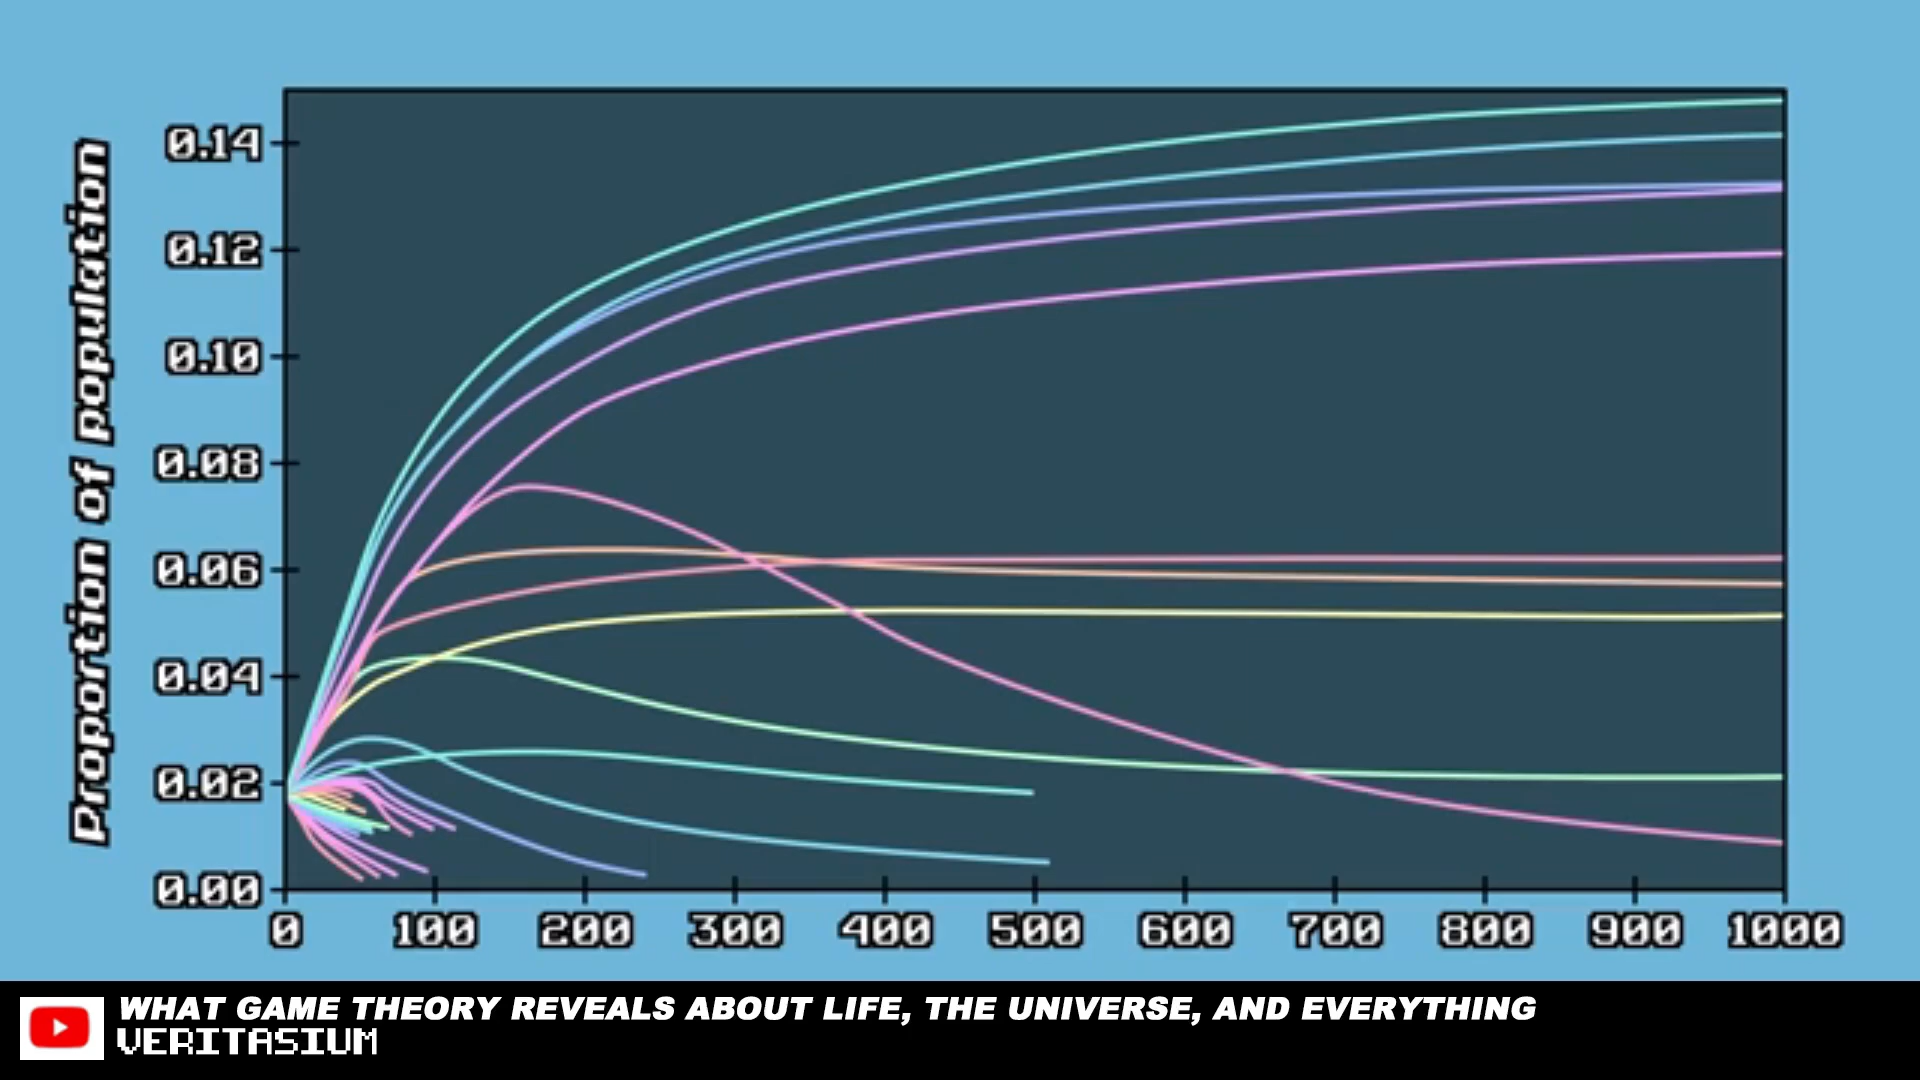 Proportion of population
0.14
0.12
0.10
0.08
0.06
0.04
0.02
0.00
0 100 200 300 400 500 600 700 800 900 1000
WHAT GAME THEORY REVEALS ABOUT LIFE, THE UNIVERSE, AND EVERYTHING
VERITASIUM